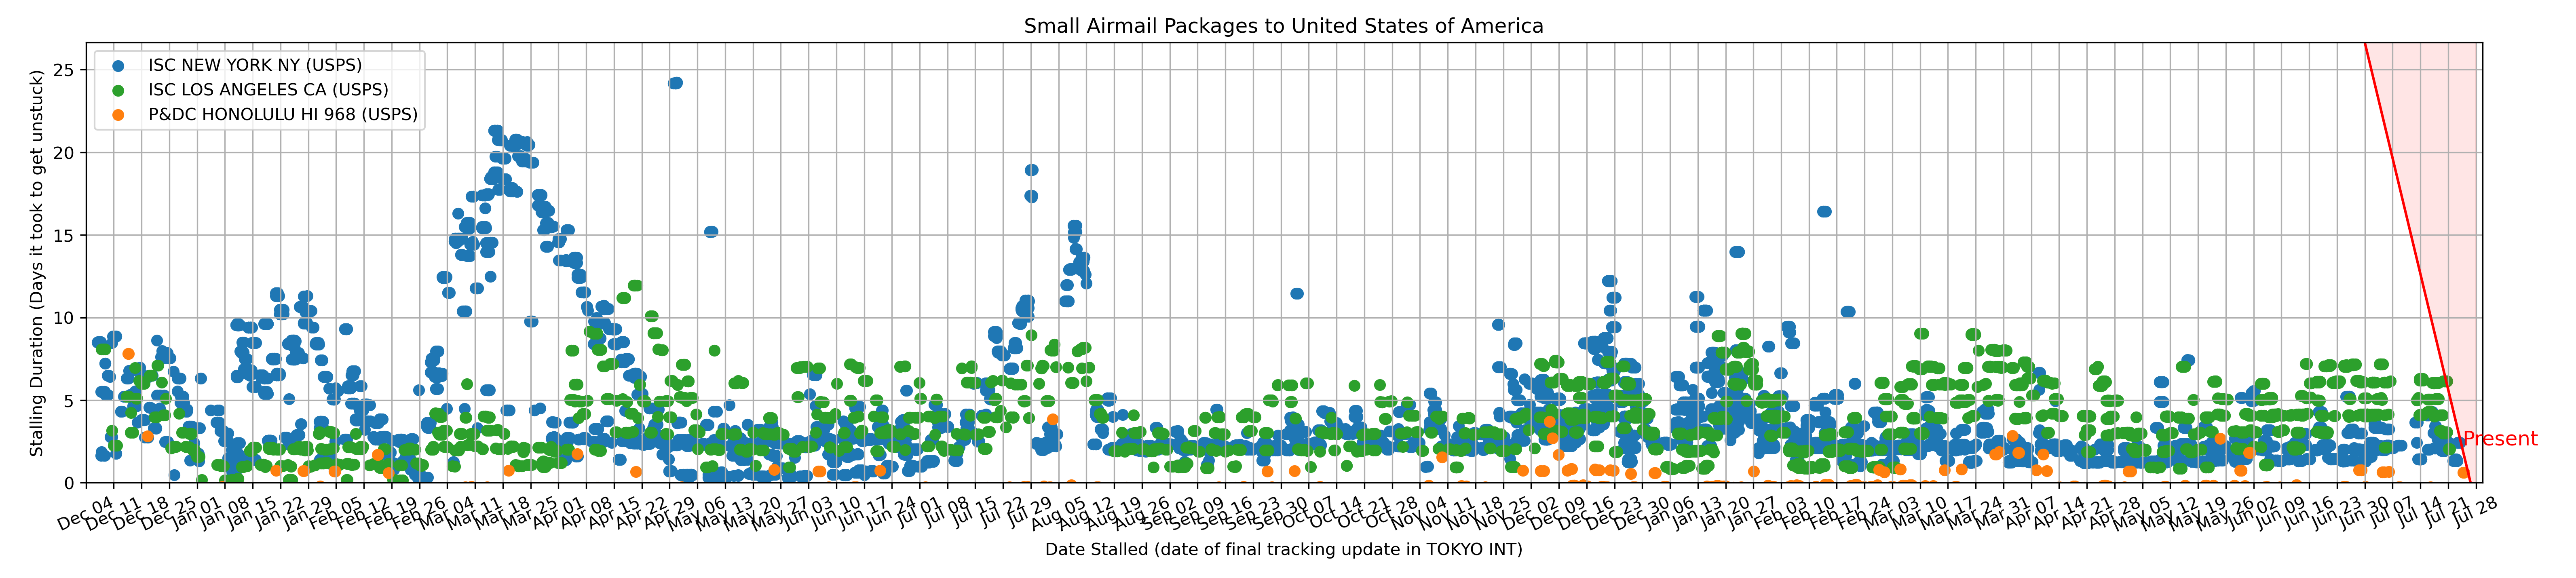 Small Airmail Packages to United States of America
ISC NEW YORK NY (USPS)
ISC LOS ANGELES CA (USPS)
P&DC HONOLULU HI 968 (USPS)
Stalling Duration (Days it took to get unstuck)
25
20
15
10
5
0
Present
Dec 04
Dec 11
Dec 18
Dec 25
Jan 01
Jan 08
Jan 15
Jan 22
Jan 29
Feb 05
Feb 12
Feb 19
Feb 26
Mar 04
Mar 11
Mar 18
Mar 25
Apr 01
Apr 08
Apr 15
Apr 22
Apr 29
May 06
May 13
May 20
May 27
Jun 03
Jun 10
Jun 17
Jun 24
Jul 01
Jul 08
Jul 15
Jul 22
Jul 29
Aug 05
Aug 12
Aug 19
Aug 26
Sep 02
Sep 09
Sep 16
Sep 23
Sep 30
Oct 07
Oct 14
Oct 21
Oct 28
Nov 04
Nov 11
Nov 18
Nov 25
Dec 02
Dec 09
Dec 16
Dec 23
Dec 30
Jan 06
Jan 13
Jan 20
Jan 27
Feb 03
Feb 10
Feb 17
Feb 24
Mar 03
Mar 10
Mar 17
Mar 24
Mar 31
Apr 07
Apr 14
Apr 21
Apr 28
May 05
May 12
May 19
May 26
Jun 02
Jun 09
Jun 16
Jun 23
Jun 30
Jul 07
Jul 14
Jul 21
Jul 28
Date Stalled (date of final tracking update in TOKYO INT)